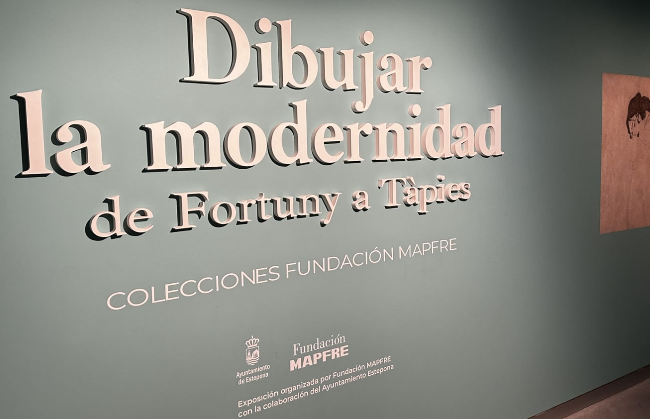 Dibujar
la modernidad
de Fortuny a Tàpies
COLECCIONES FUNDACIÓN MAPFRE
Ayuntamiento
de Estepona
Fundación
MAPFRE
Exposición organizada por Fundación MAPFRE
con la colaboración del Ayuntamiento Estepona